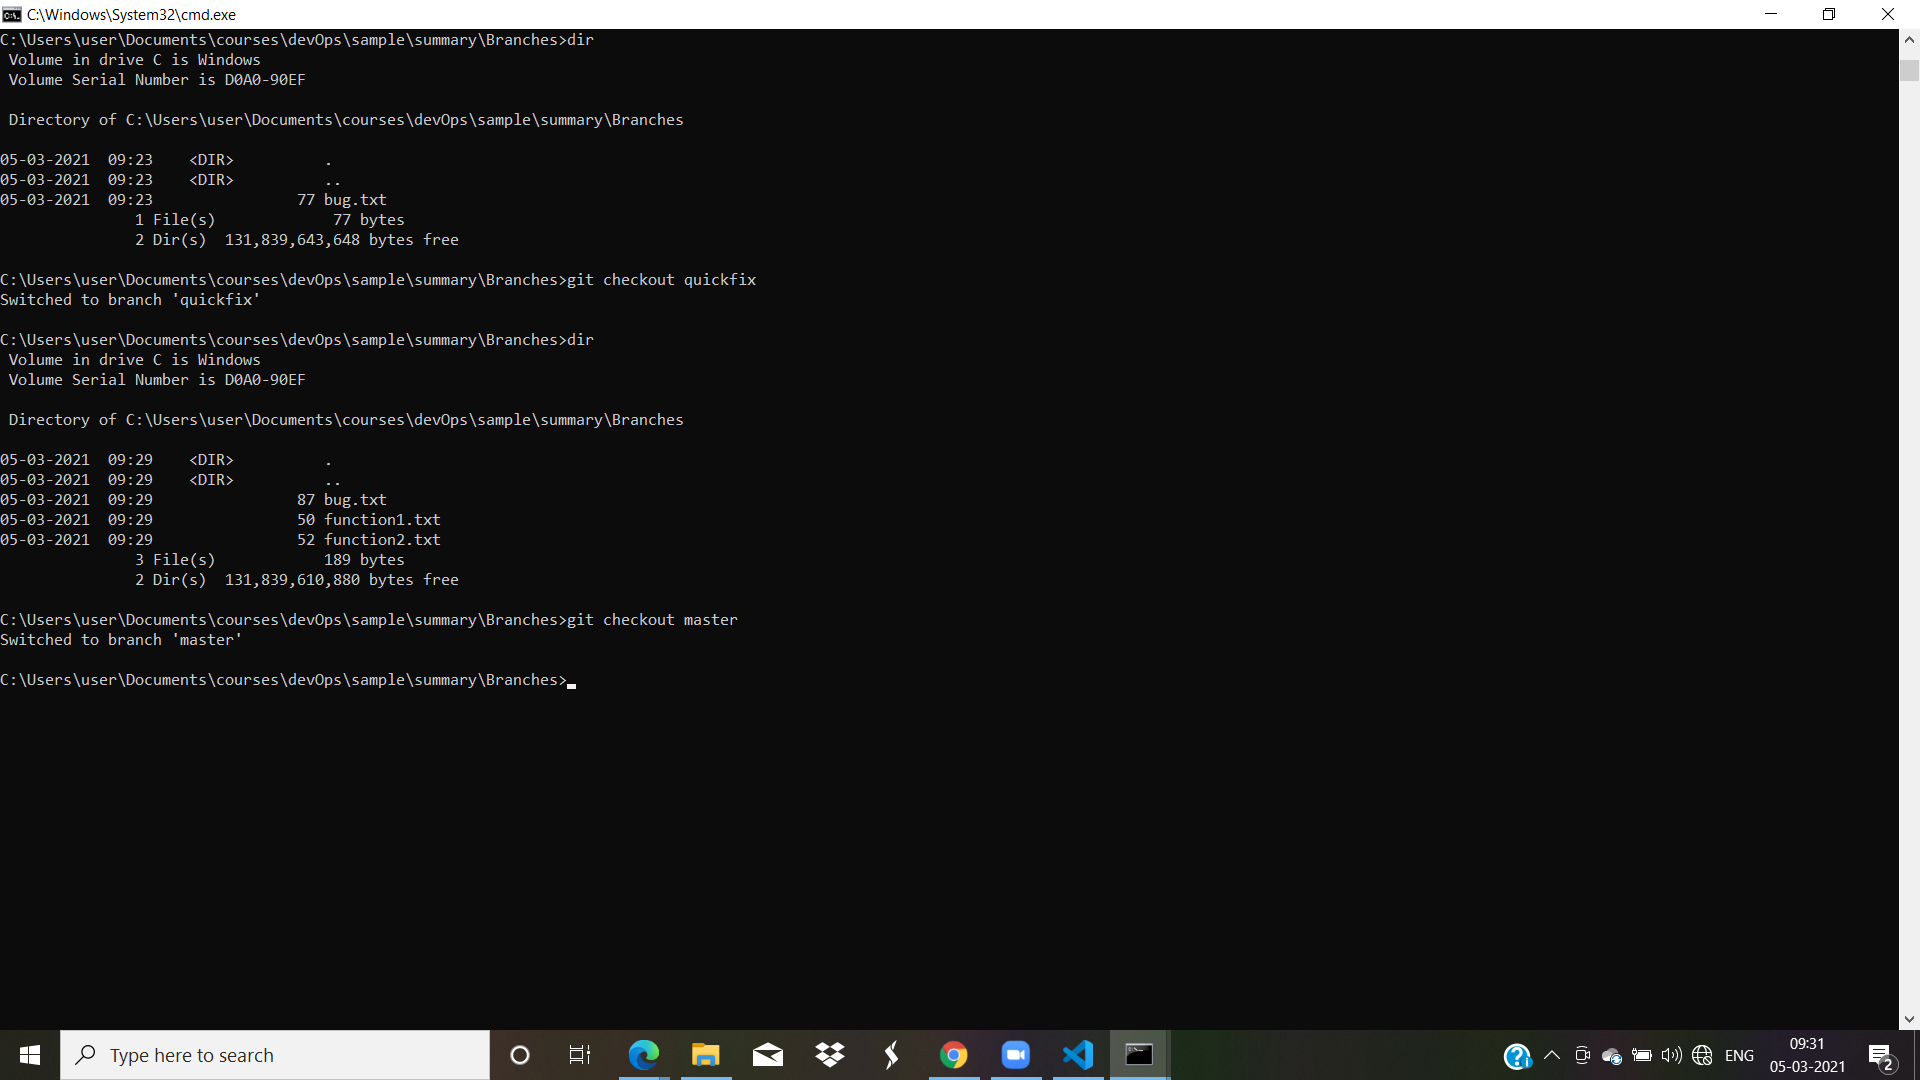 C:\Windows\System32\cmd.exe
C:\Users\user\Documents\courses\devOps\sample\summary\Branches>dir
Volume in drive C is Windows
Volume Serial Number is D0A0-90EF
Directory of C:\Users\user\Documents\courses\devOps\sample\summary\Branches
05-03-2021  09:23    <DIR>          .
05-03-2021  09:23    <DIR>          ..
05-03-2021  09:23                77 bug.txt
1 File(s)             77 bytes
2 Dir(s)  131,839,643,648 bytes free
C:\Users\user\Documents\courses\devOps\sample\summary\Branches>git checkout quickfix
Switched to branch 'quickfix'
C:\Users\user\Documents\courses\devOps\sample\summary\Branches>dir
Volume in drive C is Windows
Volume Serial Number is D0A0-90EF
Directory of C:\Users\user\Documents\courses\devOps\sample\summary\Branches
05-03-2021  09:29    <DIR>          .
05-03-2021  09:29    <DIR>          ..
05-03-2021  09:29                87 bug.txt
05-03-2021  09:29                50 function1.txt
05-03-2021  09:29                52 function2.txt
3 File(s)            189 bytes
2 Dir(s)  131,839,610,880 bytes free
C:\Users\user\Documents\courses\devOps\sample\summary\Branches>git checkout master
Switched to branch 'master'
C:\Users\user\Documents\courses\devOps\sample\summary\Branches>
Type here to search
ENG
09:31
05-03-2021
2